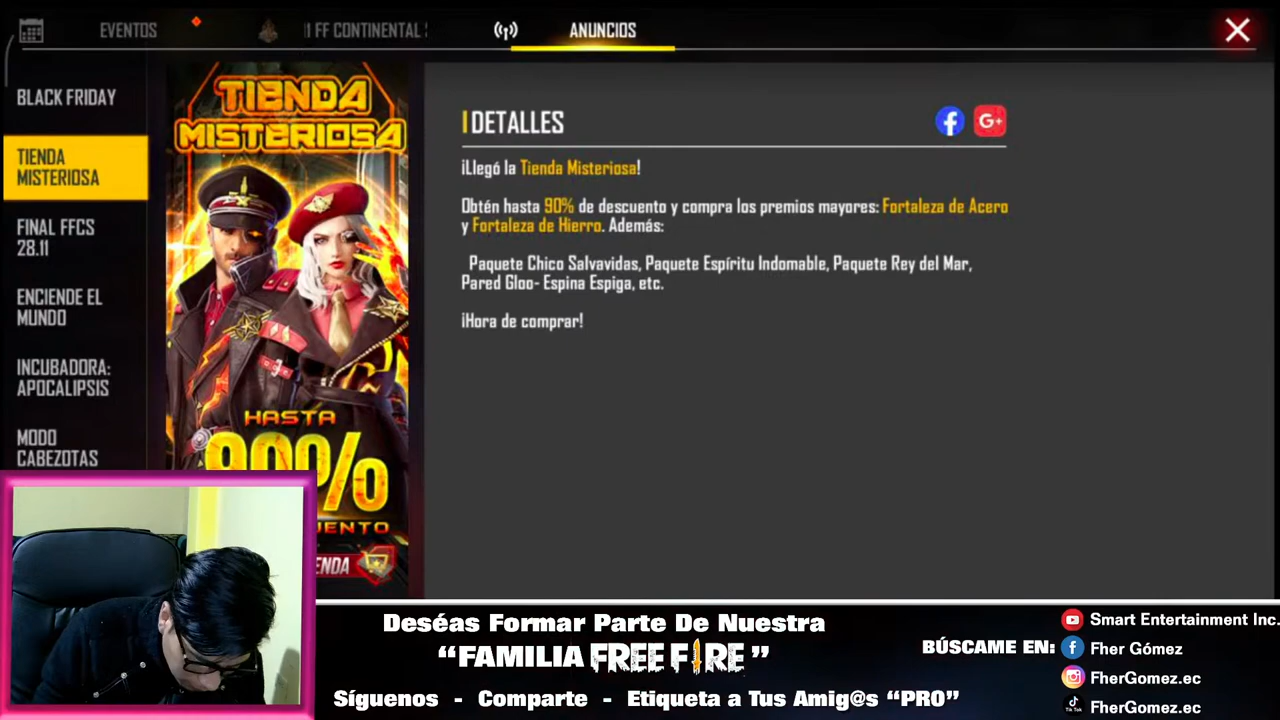 EVENTOS
FF CONTINENTAL
ANUNCIOS
BLACK FRIDAY
TIENDA
MISTERIOSA
FINAL FFCS
28.11
ENCIENDE EL
MUNDO
INCUBADORA:
APOCALIPSIS
MODO
CABEZOTAS
TIENDA
MISTERIOSA
HASTA
90%
DETALLES
¡Llegó la Tienda Misteriosa!
Obtén hasta 90% de descuento y compra los premios mayores: Fortaleza de Acero
y Fortaleza de Hierro. Además:
Paquete Chico Salvavidas, Paquete Espíritu Indomable, Paquete Rey del Mar,
Pared Gloo- Espina Espiga, etc.
¡Hora de comprar!
Deséas Formar Parte De Nuestra
“FAMILIA FREE FIRE”
Síguenos - Comparte - Etiqueta a Tus Amig@s “PRO”
BÚSCAME EN:
Smart Entertainment Inc.
Fher Gómez
FherGomez.ec
FherGomez.ec